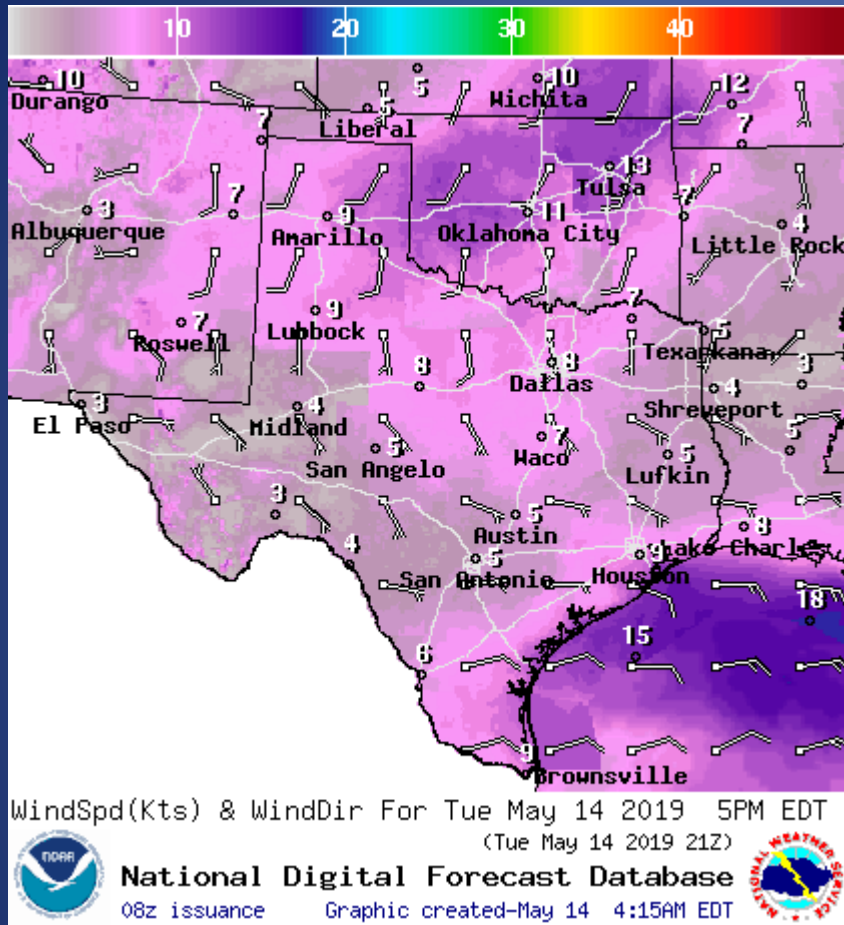 10 20 30 40
10 5 10 12
Durango Wichita
5
Liberal
7 7
13
Tulsa
3 7 9 11 7 4
Albuquerque Amarillo Oklahoma City Little Rock
7 9 7 5
Roswell Lubbock Texarkana
8 8 4 3
Dallas
3 4 Shreveport
El Paso Midland
5 7 5 5
San Angelo Waco Lufkin
3 5 8
Austin
4 5 9 Lake Charles
San Antonio Houston
18
15
6
9
Brownsville
WindSpd(Kts) & WindDir For Tue May 14 2019 5PM EDT
(Tue May 14 2019 21Z)
NOAA
National Digital Forecast Database
NATIONAL WEATHER SERVICE
08z issuance Graphic created-May 14 4:15AM EDT